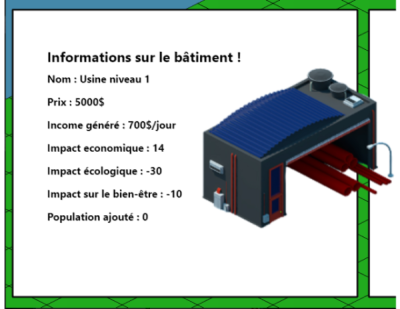 Informations sur le bâtiment !
Nom : Usine niveau 1
Prix : 5000$
Income généré : 700$/jour
Impact economique : 14
Impact écologique : -30
Impact sur le bien-être : -10
Population ajouté : 0